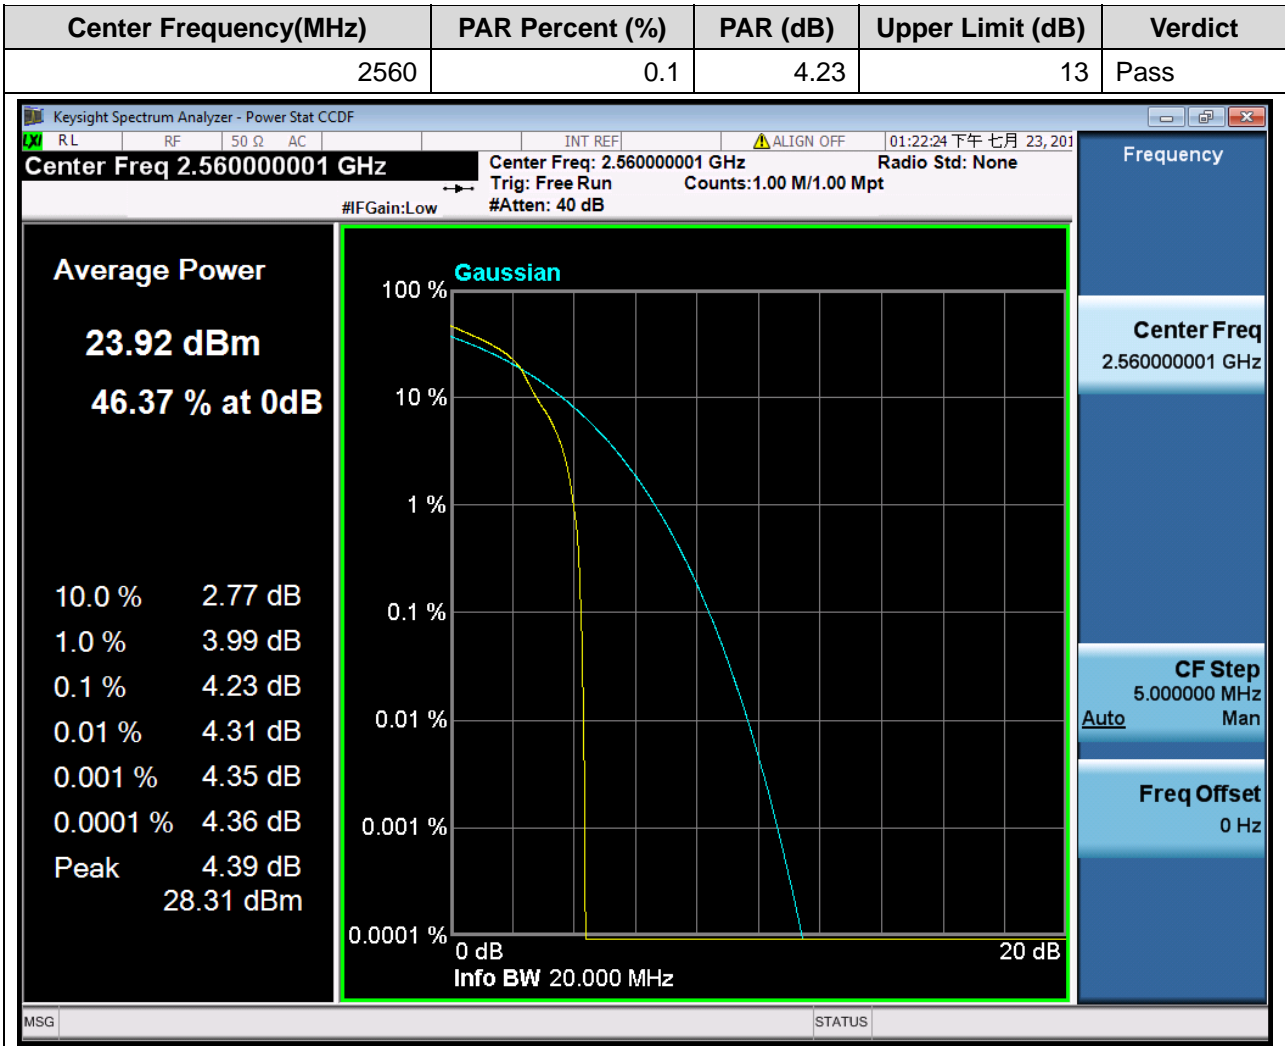 Center Frequency(MHz) PAR Percent (%) PAR (dB) Upper Limit (dB) Verdict
2560 0.1 4.23 13 Pass
Keysight Spectrum Analyzer - Power Stat CCDF
LXI RL RF 50 Ω AC INT REF ALIGN OFF 01:22:24 下午 七月 23, 201
Center Freq 2.560000001 GHz
#IFGain:Low
Center Freq: 2.560000001 GHz Radio Std: None
Trig: Free Run Counts:1.00 M/1.00 Mpt
#Atten: 40 dB
Average Power
23.92 dBm
46.37 % at 0dB
10.0 % 2.77 dB
1.0 % 3.99 dB
0.1 % 4.23 dB
0.01 % 4.31 dB
0.001 % 4.35 dB
0.0001 % 4.36 dB
Peak 4.39 dB
28.31 dBm
Gaussian
100 %
10 %
1 %
0.1 %
0.01 %
0.001 %
0.0001 %
0 dB 20 dB
Info BW 20.000 MHz
Frequency
Center Freq
2.560000001 GHz
CF Step
5.000000 MHz
Auto Man
Freq Offset
0 Hz
MSG STATUS